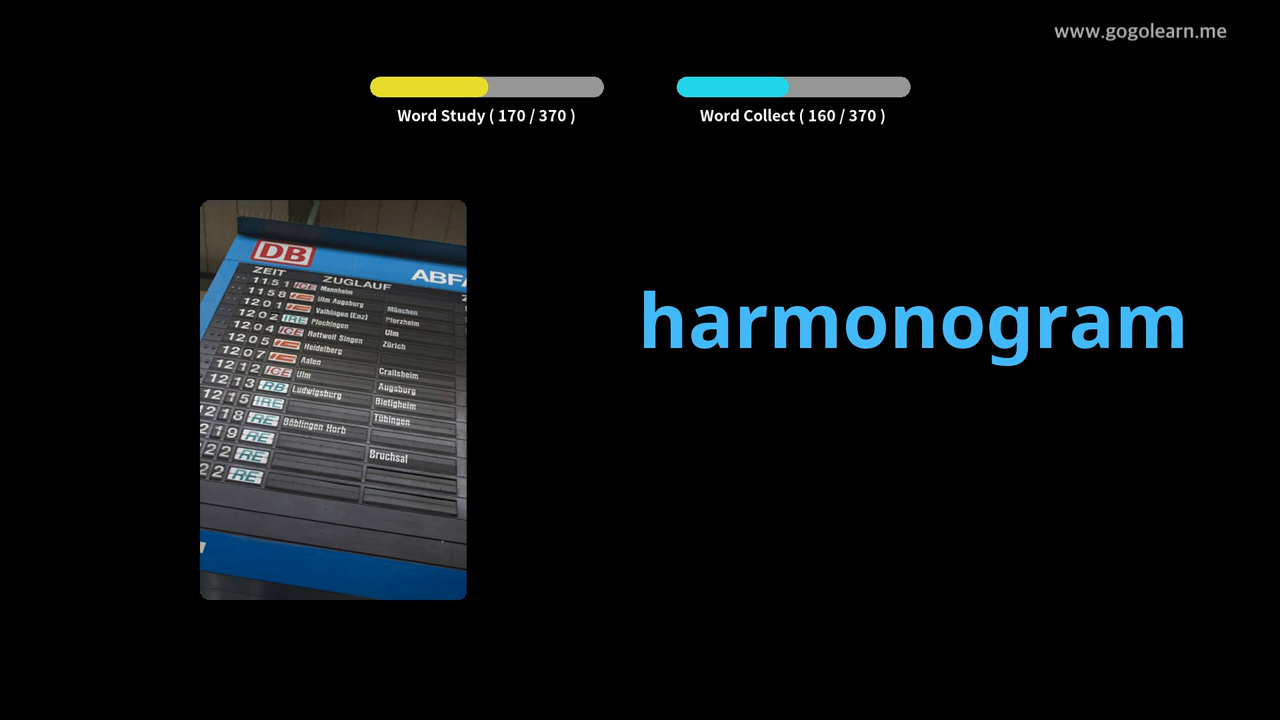 www.gogolearn.me
Word Study ( 170 / 370 )
Word Collect ( 160 / 370 )
harmonogram
DB
ZEIT ZUGLAUF ABFA
1151 ICE Mannheim
1158 Ulm Augsburg München
1201 Vaihingen (Enz) Pforzheim
1202 IRE Plochingen Ulm
1204 ICE Rottweil Singen Zürich
1205 Heidelberg
1207 Aalen Crailsheim
1212 ICE Ulm Augsburg
1213 RB Ludwigsburg Bietigheim
1215 IRE Tübingen
1218 RE Böblingen Horb
219 RE Bruchsal
22 RE
22 RE